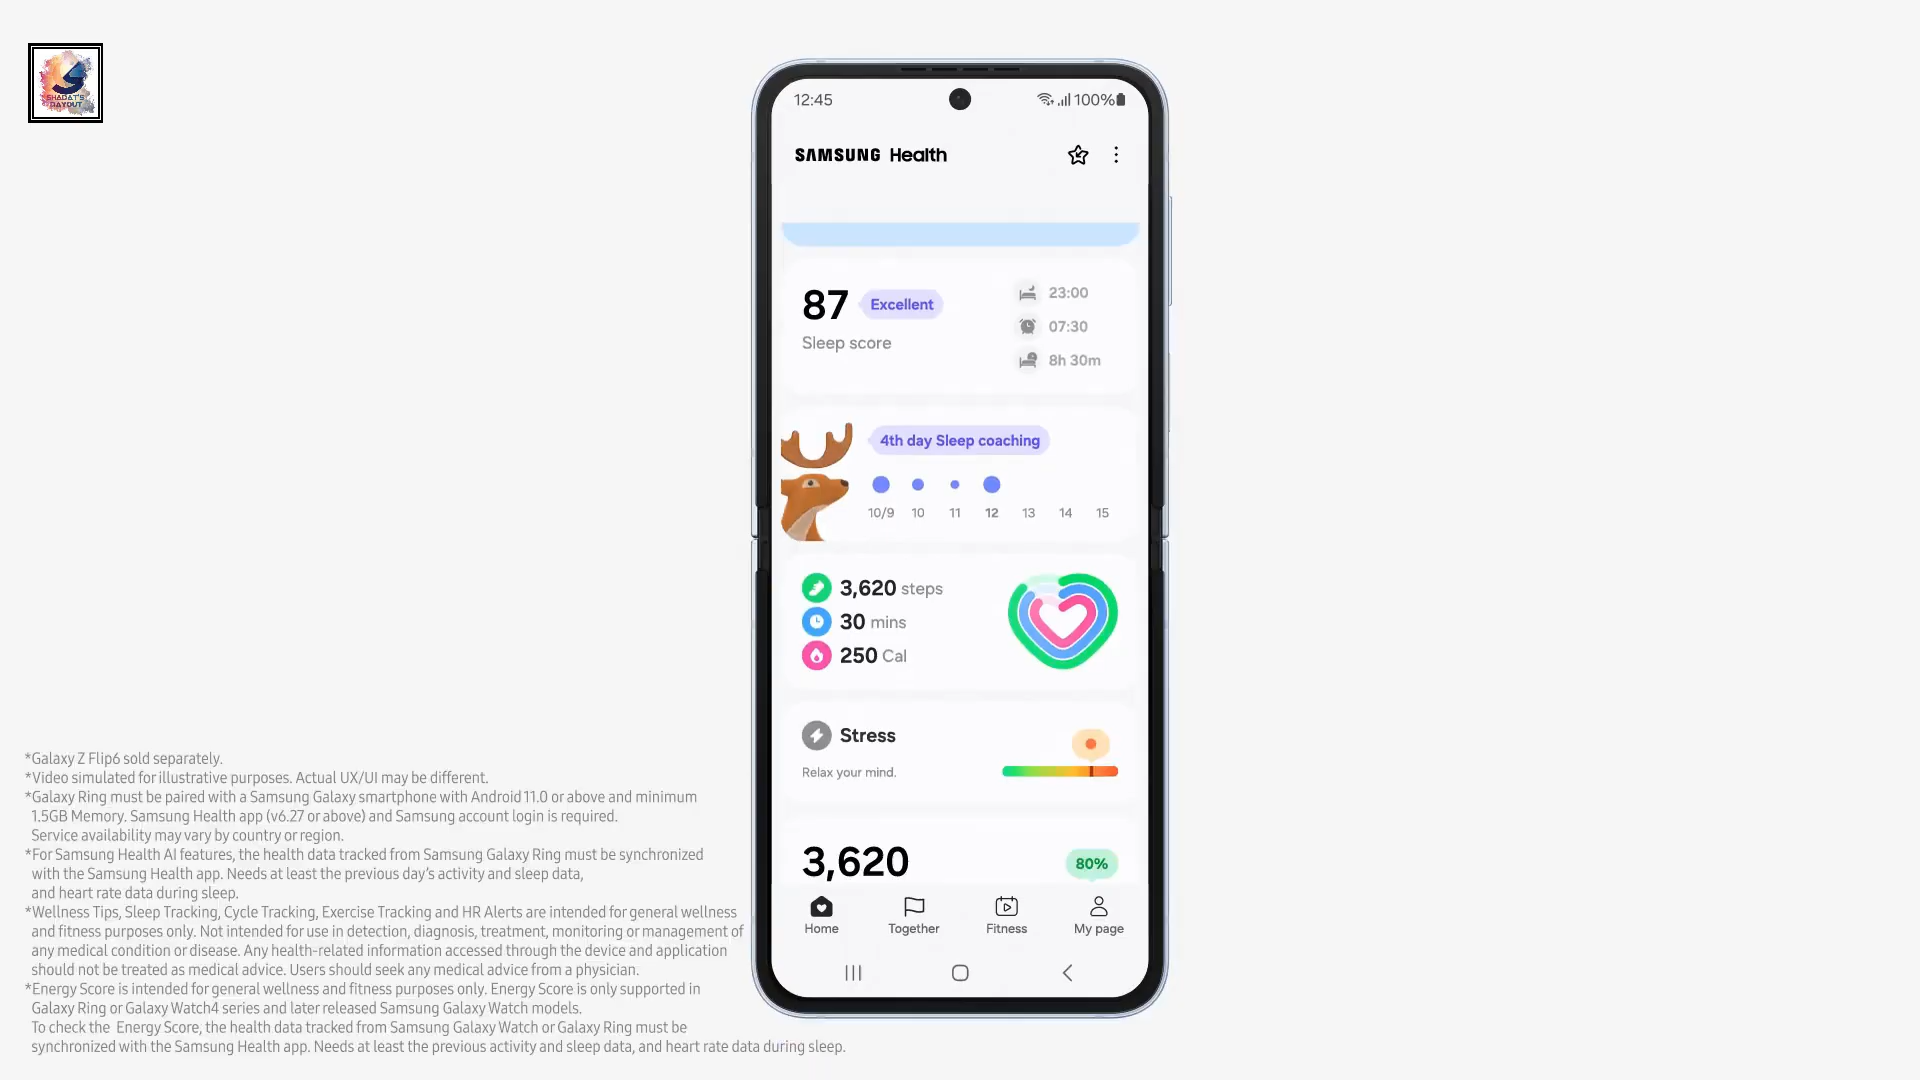 SHADAT'S
DAYOUT
12:45
100%
SAMSUNG Health
87
Excellent
Sleep score
23:00
07:30
8h 30m
4th day Sleep coaching
10/9 10 11 12 13 14 15
3,620 steps
30 mins
250 Cal
Stress
Relax your mind.
3,620
80%
Home Together Fitness My page
*Galaxy Z Flip6 sold separately.
*Video simulated for illustrative purposes. Actual UX/UI may be different.
*Galaxy Ring must be paired with a Samsung Galaxy smartphone with Android 11.0 or above and minimum
1.5GB Memory. Samsung Health app (v6.27 or above) and Samsung account login is required.
Service availability may vary by country or region.
*For Samsung Health AI features, the health data tracked from Samsung Galaxy Ring must be synchronized
with the Samsung Health app. Needs at least the previous day's activity and sleep data,
and heart rate data during sleep.
*Wellness Tips, Sleep Tracking, Cycle Tracking, Exercise Tracking and HR Alerts are intended for general wellness
and fitness purposes only. Not intended for use in detection, diagnosis, treatment, monitoring or management of
any medical condition or disease. Any health-related information accessed through the device and application
should not be treated as medical advice. Users should seek any medical advice from a physician.
*Energy Score is intended for general wellness and fitness purposes only. Energy Score is only supported in
Galaxy Ring or Galaxy Watch4 series and later released Samsung Galaxy Watch models.
To check the Energy Score, the health data tracked from Samsung Galaxy Watch or Galaxy Ring must be
synchronized with the Samsung Health app. Needs at least the previous activity and sleep data, and heart rate data during sleep.